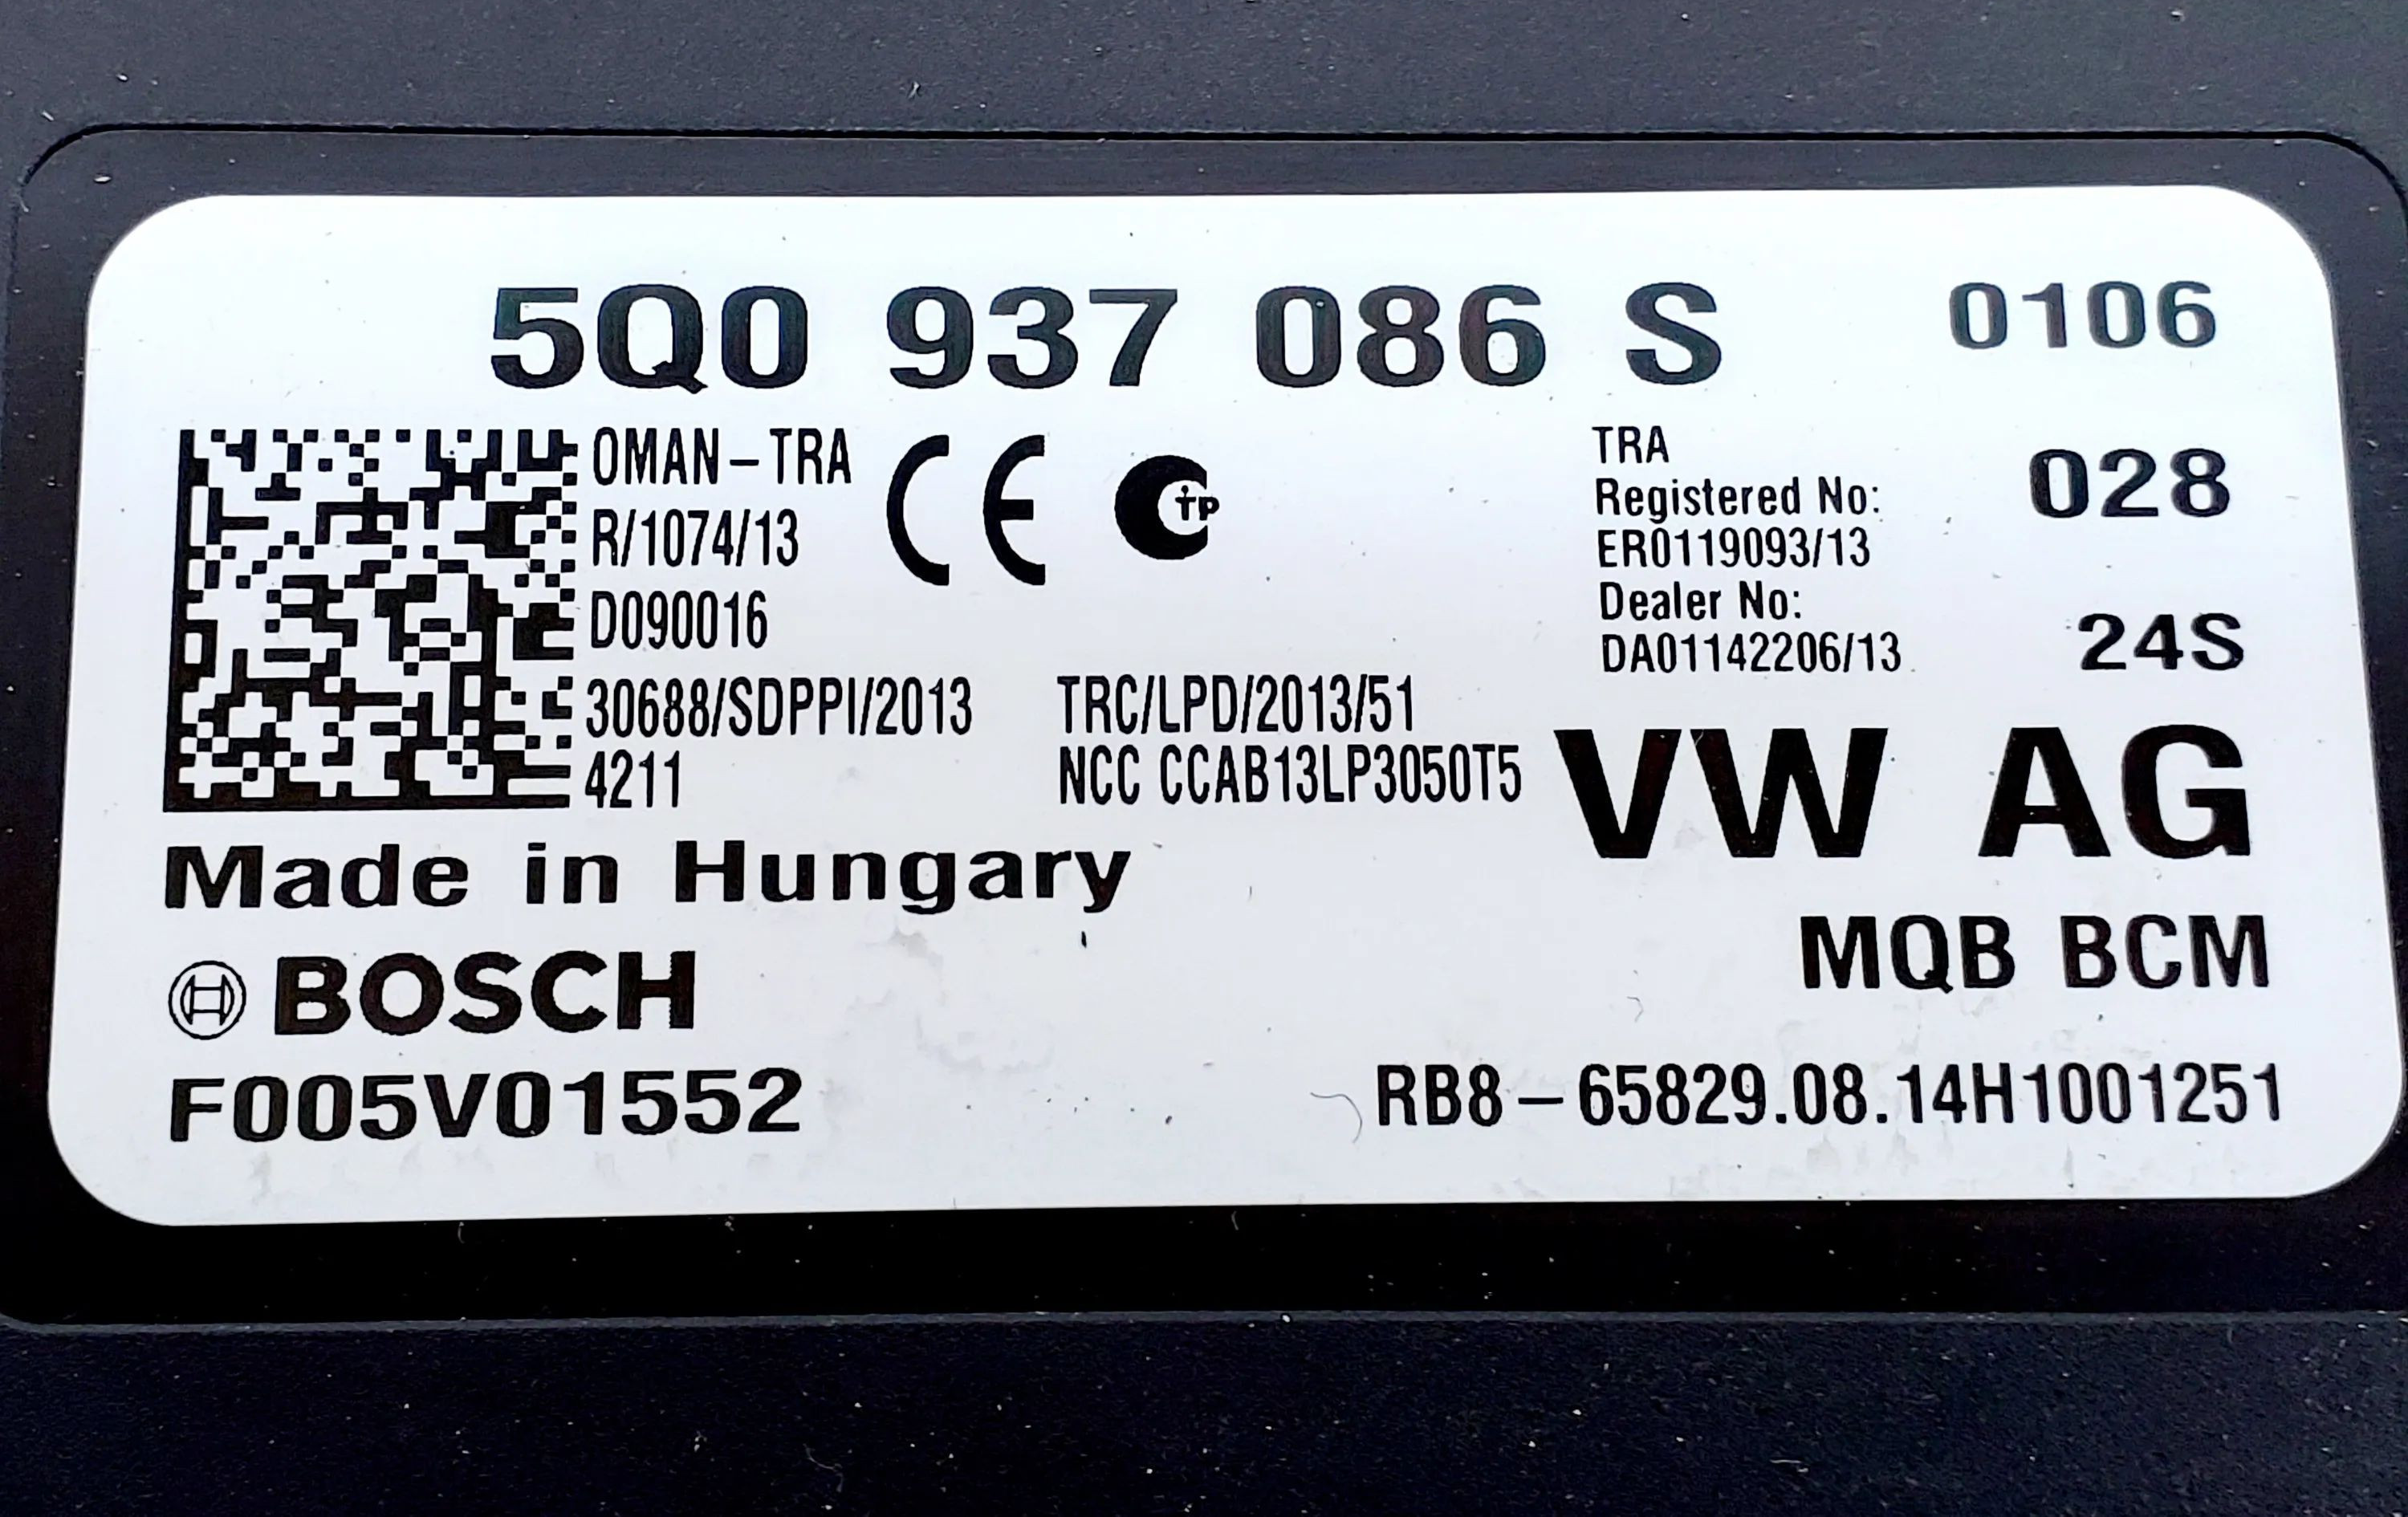 5Q0 937 086 S 0106
OMAN-TRA
R/1074/13
D090016
CE
TP
TRA
Registered No:
ER0119093/13
Dealer No:
DA01142206/13
028
24S
30688/SDPPI/2013
4211
TRC/LPD/2013/51
NCC CCAB13LP3050T5
VW AG
Made in Hungary
MQB BCM
BOSCH
F005V01552
RB8-65829.08.14H1001251